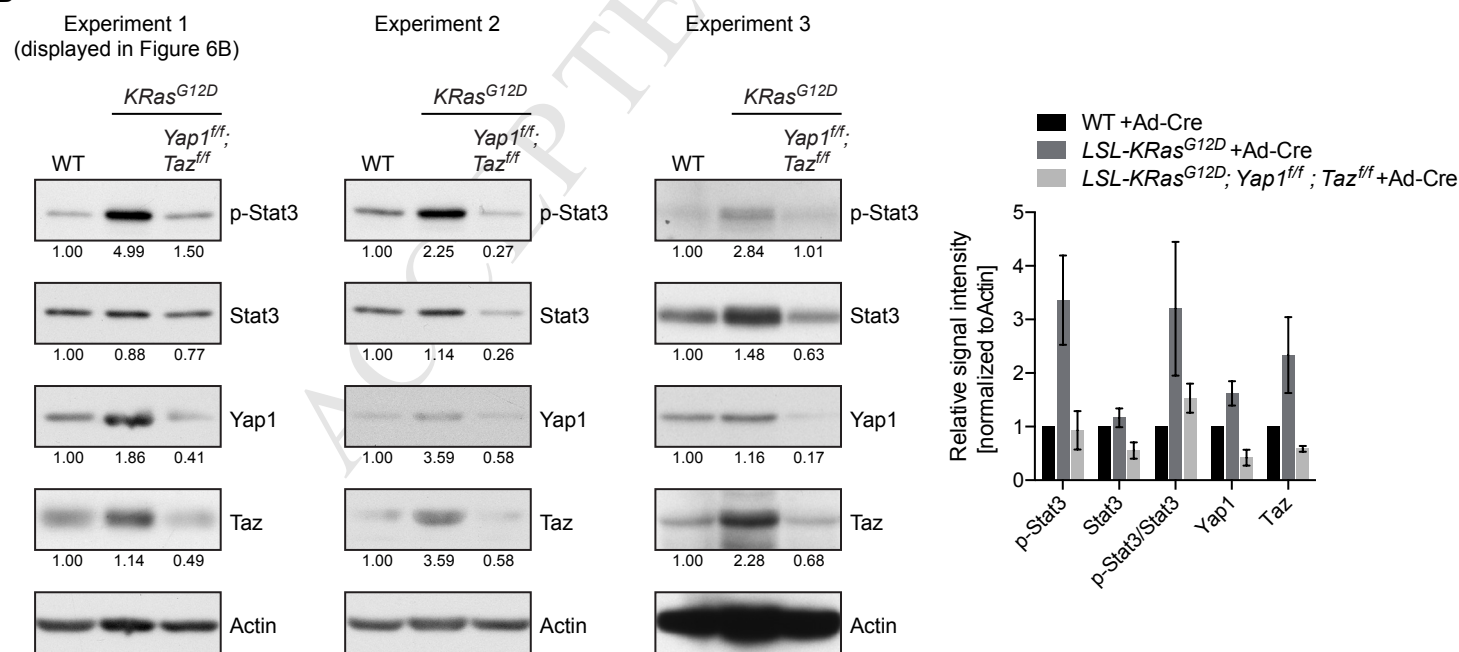 Experiment 1
(displayed in Figure 6B)
KRasG12D
WT
Yap1f/f;
Tazf/f
p-Stat3
1.00 4.99 1.50
Stat3
1.00 0.88 0.77
Yap1
1.00 1.86 0.41
Taz
1.00 1.14 0.49
Actin
Experiment 2
KRasG12D
WT
Yap1f/f;
Tazf/f
p-Stat3
1.00 2.25 0.27
Stat3
1.00 1.14 0.26
Yap1
1.00 3.59 0.58
Taz
1.00 3.59 0.58
Actin
Experiment 3
KRasG12D
WT
Yap1f/f;
Tazf/f
p-Stat3
1.00 2.84 1.01
Stat3
1.00 1.48 0.63
Yap1
1.00 1.16 0.17
Taz
1.00 2.28 0.68
Actin
WT +Ad-Cre
LSL-KRasG12D +Ad-Cre
LSL-KRasG12D; Yap1f/f ; Tazf/f +Ad-Cre
Relative signal intensity
[normalized toActin]
5
4
3
2
1
0
p-Stat3
Stat3
p-Stat3/Stat3
Yap1
Taz